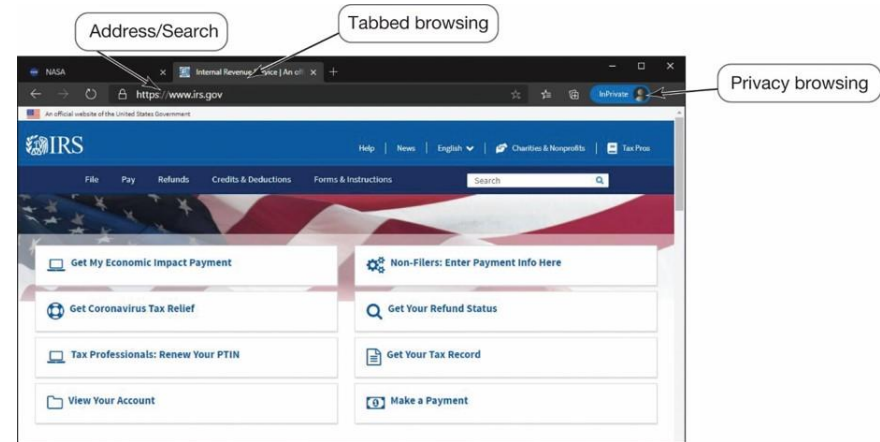 Address/Search
Tabbed browsing
Privacy browsing
NASA
Internal Revenue Service | An offi
https://www.irs.gov
InPrivate
An official website of the United States Government
IRS
Help | News | English | Charities & Nonprofits | Tax Pros
File Pay Refunds Credits & Deductions Forms & Instructions Search
Get My Economic Impact Payment
Non-Filers: Enter Payment Info Here
Get Coronavirus Tax Relief
Get Your Refund Status
Tax Professionals: Renew Your PTIN
Get Your Tax Record
View Your Account
Make a Payment